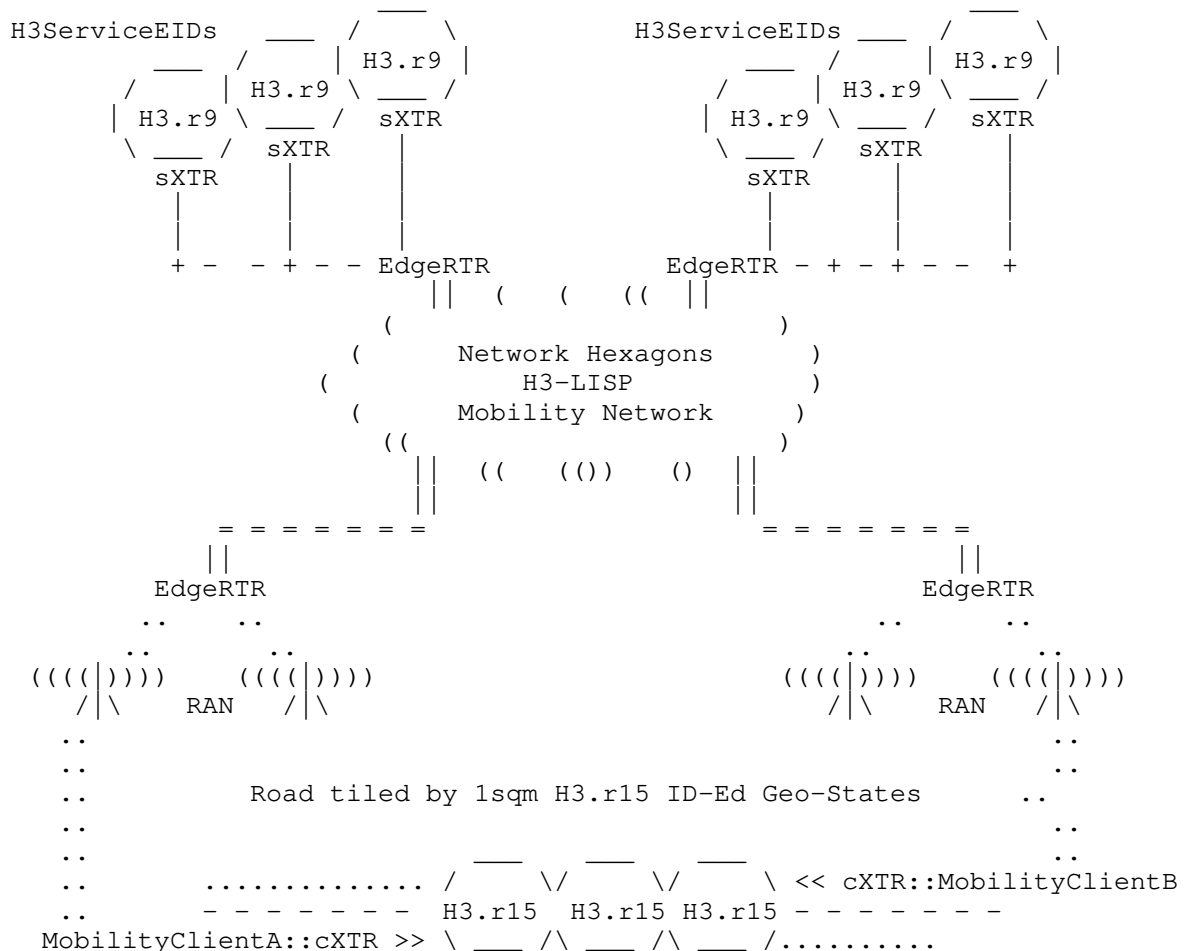 H3ServiceEIDs H3ServiceEIDs
H3.r9 H3.r9
H3.r9 H3.r9
H3.r9 sXTR H3.r9 sXTR
sXTR sXTR
sXTR sXTR
EdgeRTR EdgeRTR
Network Hexagons
H3-LISP
Mobility Network
EdgeRTR EdgeRTR
RAN RAN
Road tiled by 1sqm H3.r15 ID-Ed Geo-States
<< cXTR::MobilityClientB
H3.r15 H3.r15 H3.r15
MobilityClientA::cXTR >>